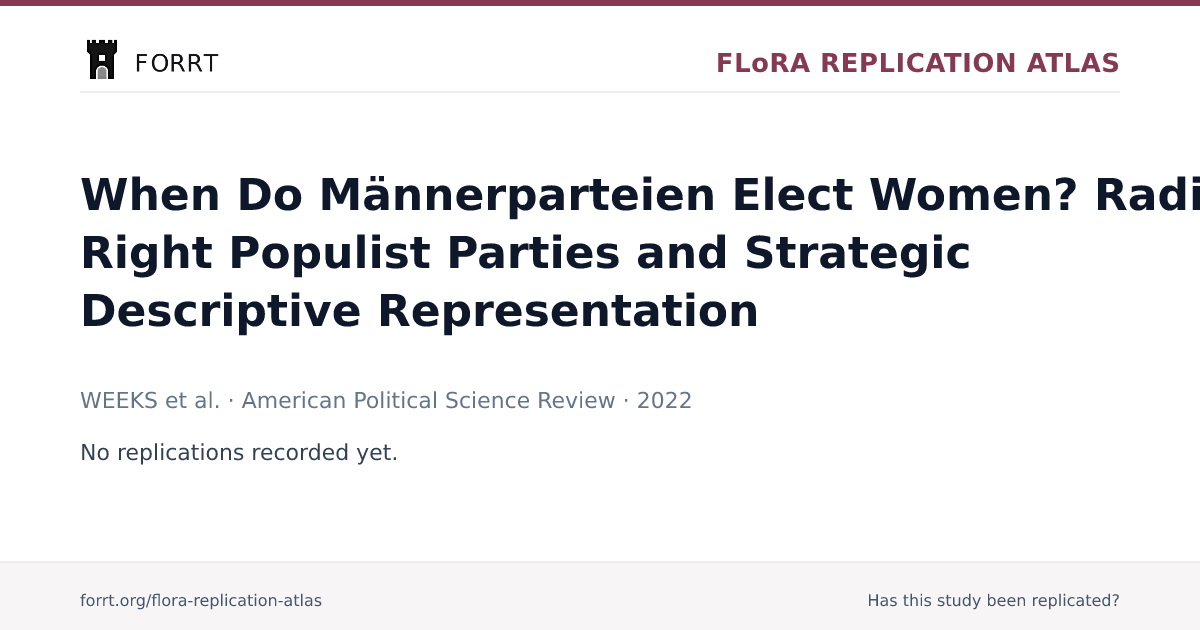 FORRT
FLoRA REPLICATION ATLAS
When Do Männerparteien Elect Women? Radi
Right Populist Parties and Strategic
Descriptive Representation
WEEKS et al. · American Political Science Review · 2022
No replications recorded yet.
forrt.org/flora-replication-atlas
Has this study been replicated?